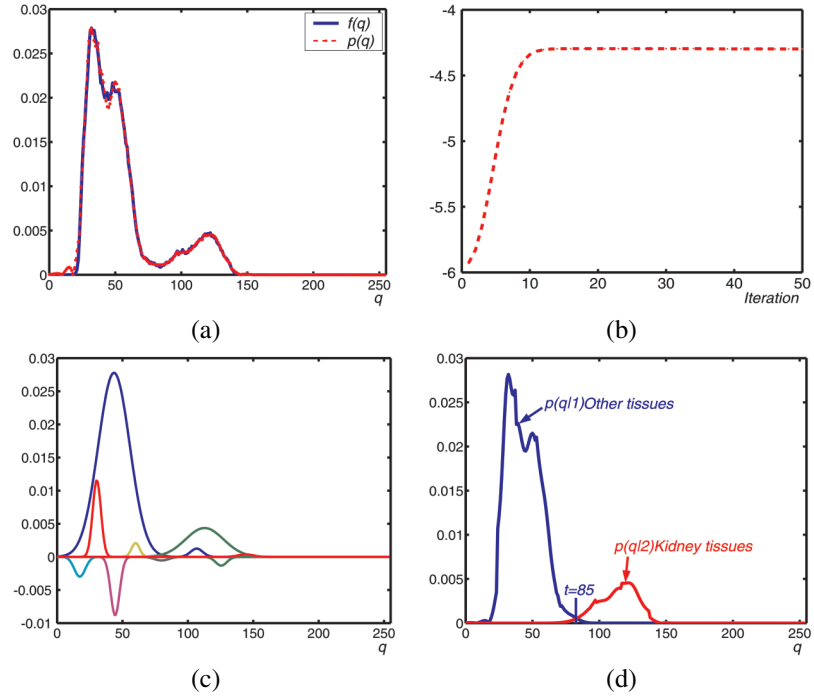 0.03
0.025
0.02
0.015
0.01
0.005
0
f(q)
p(q)
0 50 100 150 200 250
q
(a)
-4
-4.5
-5
-5.5
-6
0 10 20 30 40 50
Iteration
(b)
0.03
0.025
0.02
0.015
0.01
0.005
0
-0.005
-0.01
0 50 100 150 200 250
q
(c)
0.03
0.025
0.02
0.015
0.01
0.005
0
p(q|1)Other tissues
p(q|2)Kidney tissues
t=85
0 50 100 150 200 250
q
(d)